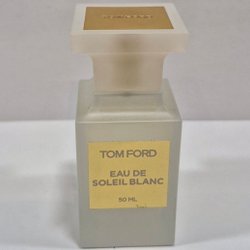 TOM FORD
EAU DE
SOLEIL BLANC
50 ML